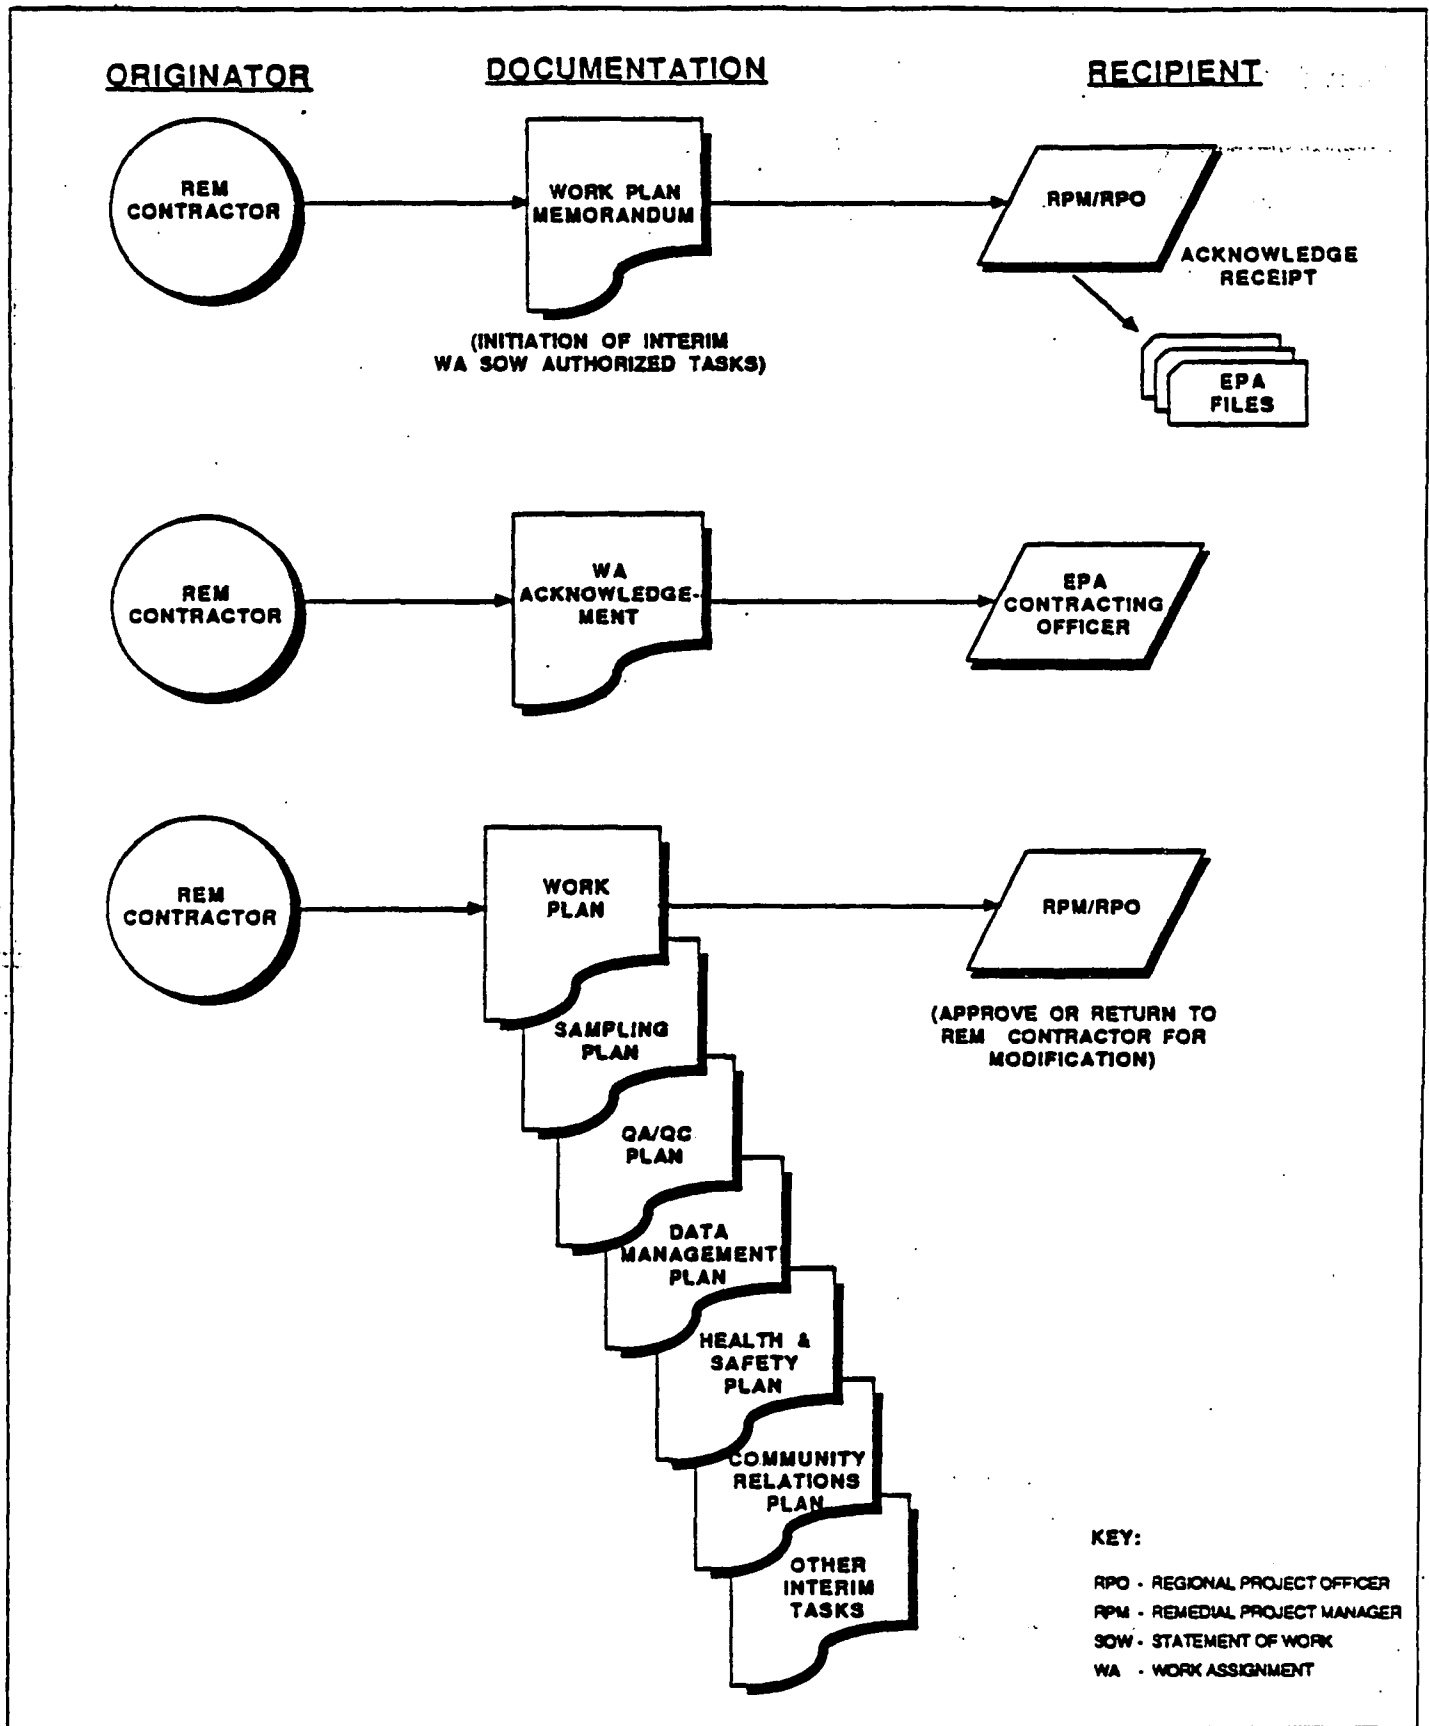 ORIGINATOR
DOCUMENTATION
RECIPIENT
REM
CONTRACTOR
WORK PLAN
MEMORANDUM
RPM/RPO
ACKNOWLEDGE
RECEIPT
(INITIATION OF INTERIM
WA SOW AUTHORIZED TASKS)
EPA
FILES
REM
CONTRACTOR
WA
ACKNOWLEDGE-
MENT
EPA
CONTRACTING
OFFICER
REM
CONTRACTOR
WORK
PLAN
RPM/RPO
(APPROVE OR RETURN TO
REM CONTRACTOR FOR
MODIFICATION)
SAMPLING
PLAN
QA/QC
PLAN
DATA
MANAGEMENT
PLAN
HEALTH &
SAFETY
PLAN
COMMUNITY
RELATIONS
PLAN
OTHER
INTERIM
TASKS
KEY:
RPO - REGIONAL PROJECT OFFICER
RPM - REMEDIAL PROJECT MANAGER
SOW - STATEMENT OF WORK
WA - WORK ASSIGNMENT